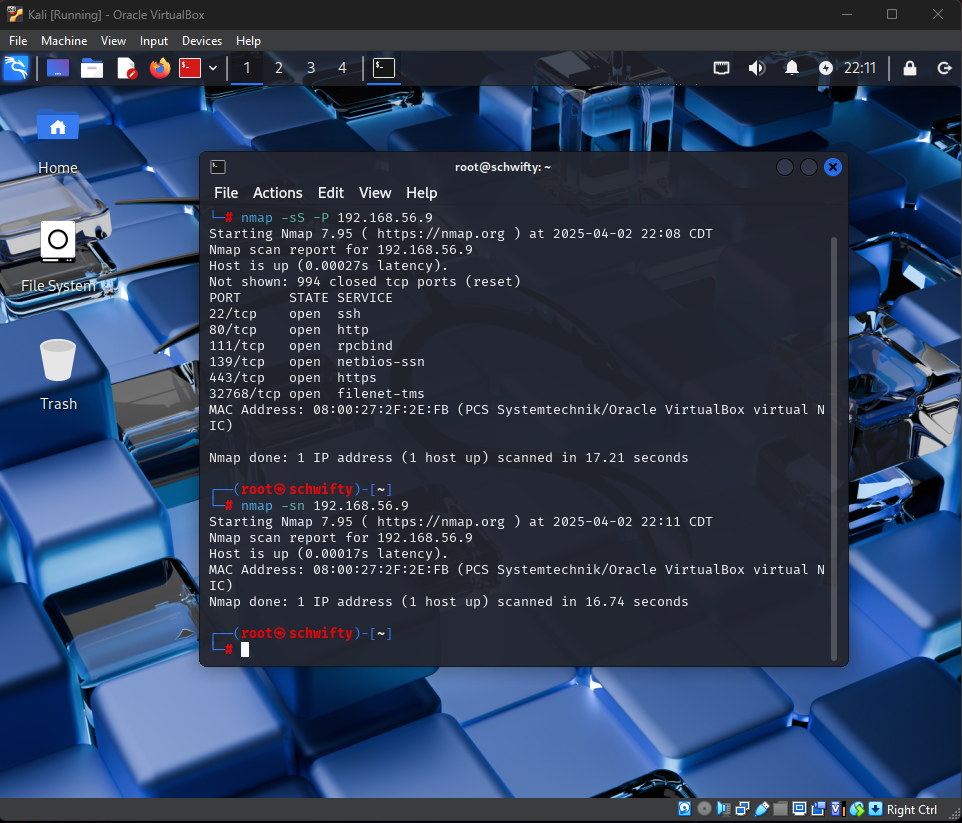 Kali [Running] - Oracle VirtualBox
File Machine View Input Devices Help
1 2 3 4 22:11
Home
File System
Trash
root@schwifty: ~
File Actions Edit View Help
└─# nmap -sS -P 192.168.56.9
Starting Nmap 7.95 ( https://nmap.org ) at 2025-04-02 22:08 CDT
Nmap scan report for 192.168.56.9
Host is up (0.00027s latency).
Not shown: 994 closed tcp ports (reset)
PORT STATE SERVICE
22/tcp open ssh
80/tcp open http
111/tcp open rpcbind
139/tcp open netbios-ssn
443/tcp open https
32768/tcp open filenet-tms
MAC Address: 08:00:27:2F:2E:FB (PCS Systemtechnik/Oracle VirtualBox virtual N
IC)
Nmap done: 1 IP address (1 host up) scanned in 17.21 seconds
┌──(root㉿schwifty)-[~]
└─# nmap -sn 192.168.56.9
Starting Nmap 7.95 ( https://nmap.org ) at 2025-04-02 22:11 CDT
Nmap scan report for 192.168.56.9
Host is up (0.00017s latency).
MAC Address: 08:00:27:2F:2E:FB (PCS Systemtechnik/Oracle VirtualBox virtual N
IC)
Nmap done: 1 IP address (1 host up) scanned in 16.74 seconds
┌──(root㉿schwifty)-[~]
└─#
Right Ctrl